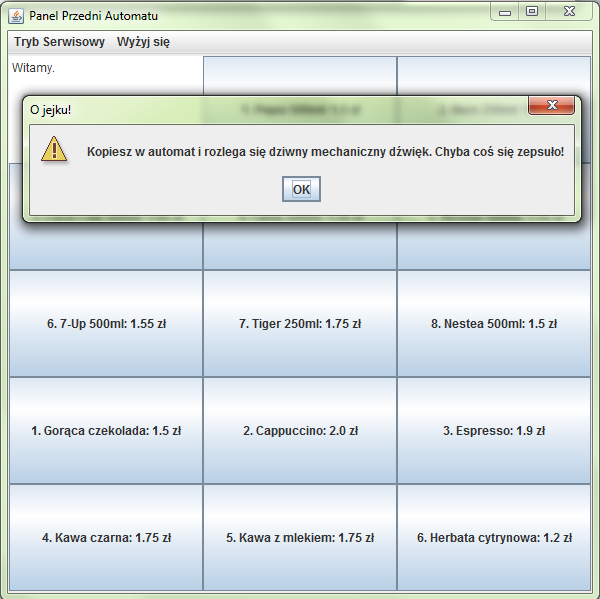 Panel Przedni Automatu
Tryb Serwisowy Wyżyj się
Witamy.
O jejku!
Kopiesz w automat i rozlega się dziwny mechaniczny dźwięk. Chyba coś się zepsuło!
OK
6. 7-Up 500ml: 1.55 zł
7. Tiger 250ml: 1.75 zł
8. Nestea 500ml: 1.5 zł
1. Gorąca czekolada: 1.5 zł
2. Cappuccino: 2.0 zł
3. Espresso: 1.9 zł
4. Kawa czarna: 1.75 zł
5. Kawa z mlekiem: 1.75 zł
6. Herbata cytrynowa: 1.2 zł